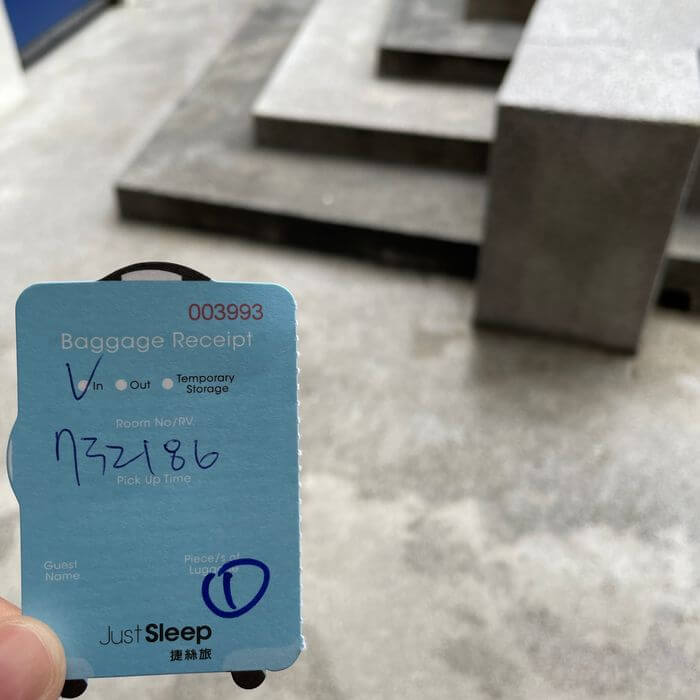 003993
Baggage Receipt
V In Out Temporary Storage
Room No/RV
732186
Pick Up Time
Guest Name
Piece/s of Luggage
1
Just Sleep
捷絲旅